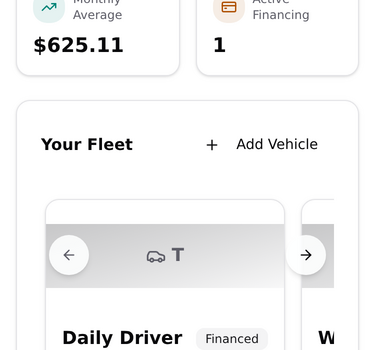 Monthly
Average
$625.11
Active
Financing
1
Your Fleet
Add Vehicle
T
Daily Driver
Financed
W